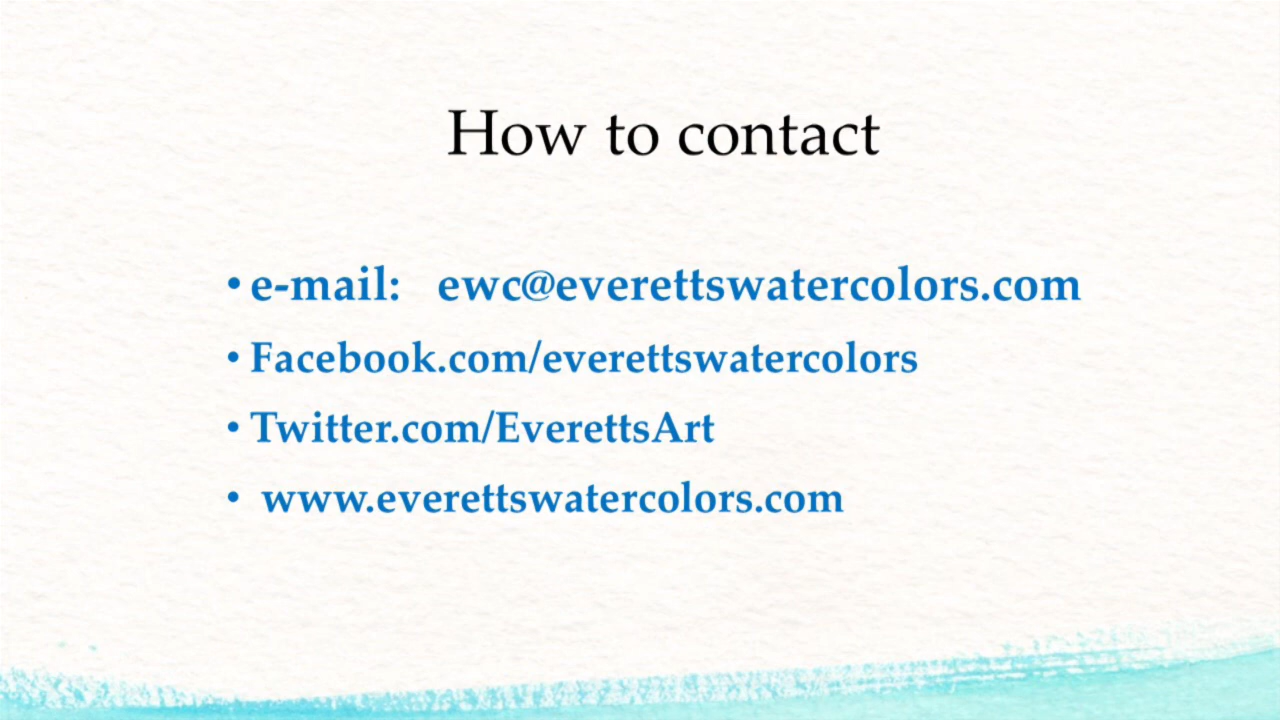 How to contact
• e-mail: ewc@everettswatercolors.com
• Facebook.com/everettswatercolors
• Twitter.com/EverettsArt
• www.everettswatercolors.com